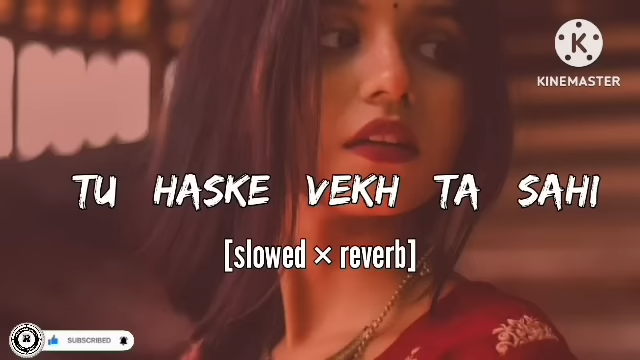 KINEMASTER
TU HASKE VEKH TA SAHI
[slowed × reverb]
SUBSCRIBED